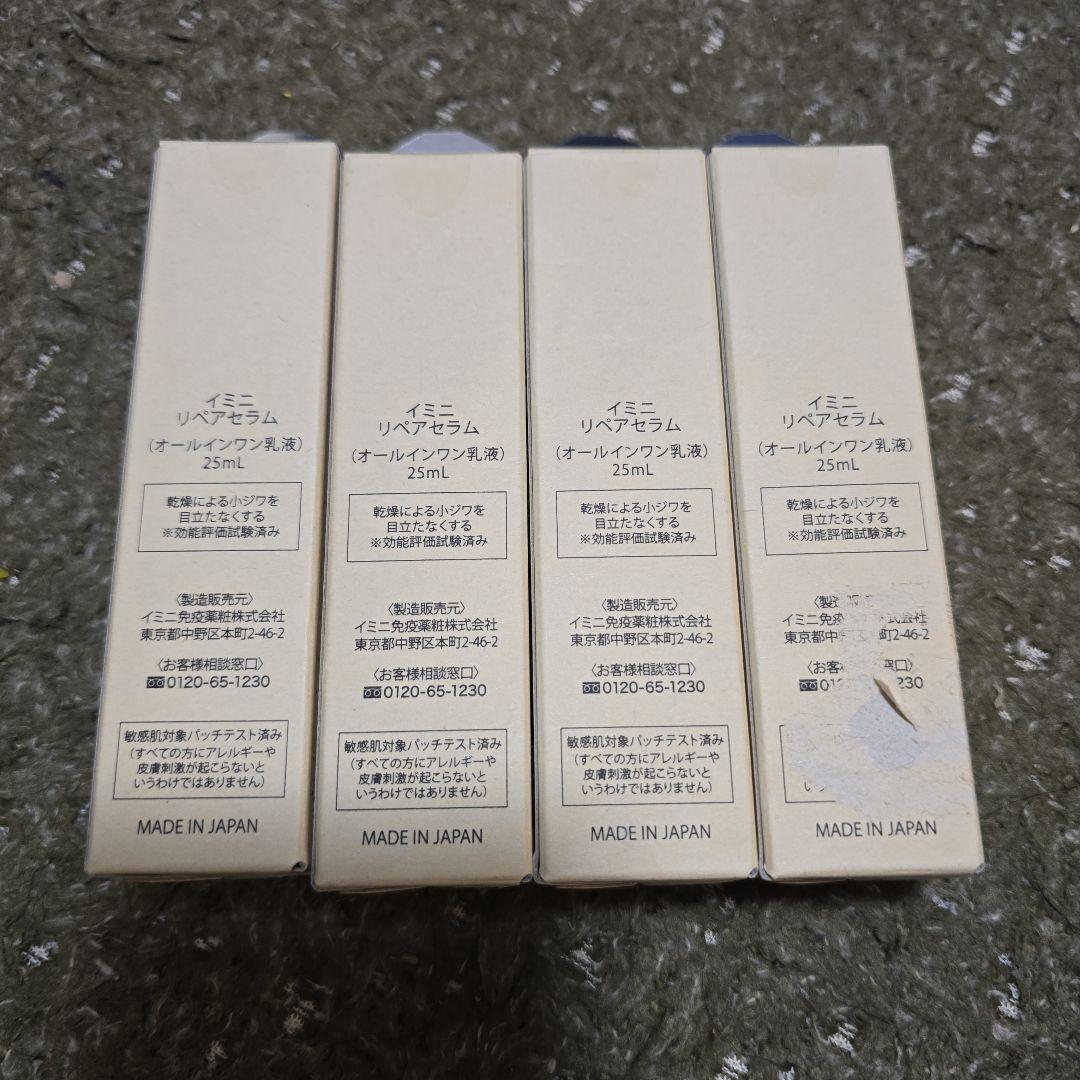 イミニ
リペアセラム
（オールインワン乳液）
25mL
乾燥による小ジワを
目立たなくする
※効能評価試験済み
〈製造販売元〉
イミニ免疫薬粧株式会社
東京都中野区本町2-46-2
〈お客様相談窓口〉
0120-65-1230
敏感肌対象パッチテスト済み
（すべての方にアレルギーや
皮膚刺激が起こらないと
いうわけではありません）
MADE IN JAPAN
イミニ
リペアセラム
（オールインワン乳液）
25mL
乾燥による小ジワを
目立たなくする
※効能評価試験済み
〈製造販売元〉
イミニ免疫薬粧株式会社
東京都中野区本町2-46-2
〈お客様相談窓口〉
0120-65-1230
敏感肌対象パッチテスト済み
（すべての方にアレルギーや
皮膚刺激が起こらないと
いうわけではありません）
MADE IN JAPAN
イミニ
リペアセラム
（オールインワン乳液）
25mL
乾燥による小ジワを
目立たなくする
※効能評価試験済み
〈製造販売元〉
イミニ免疫薬粧株式会社
東京都中野区本町2-46-2
〈お客様相談窓口〉
0120-65-1230
敏感肌対象パッチテスト済み
（すべての方にアレルギーや
皮膚刺激が起こらないと
いうわけではありません）
MADE IN JAPAN
イミニ
リペアセラム
（オールインワン乳液）
25mL
乾燥による小ジワを
目立たなくする
※効能評価試験済み
〈製
イミニ免 式会社
東京都中 本町2-46-2
〈お客 窓口〉
230
MADE IN JAPAN